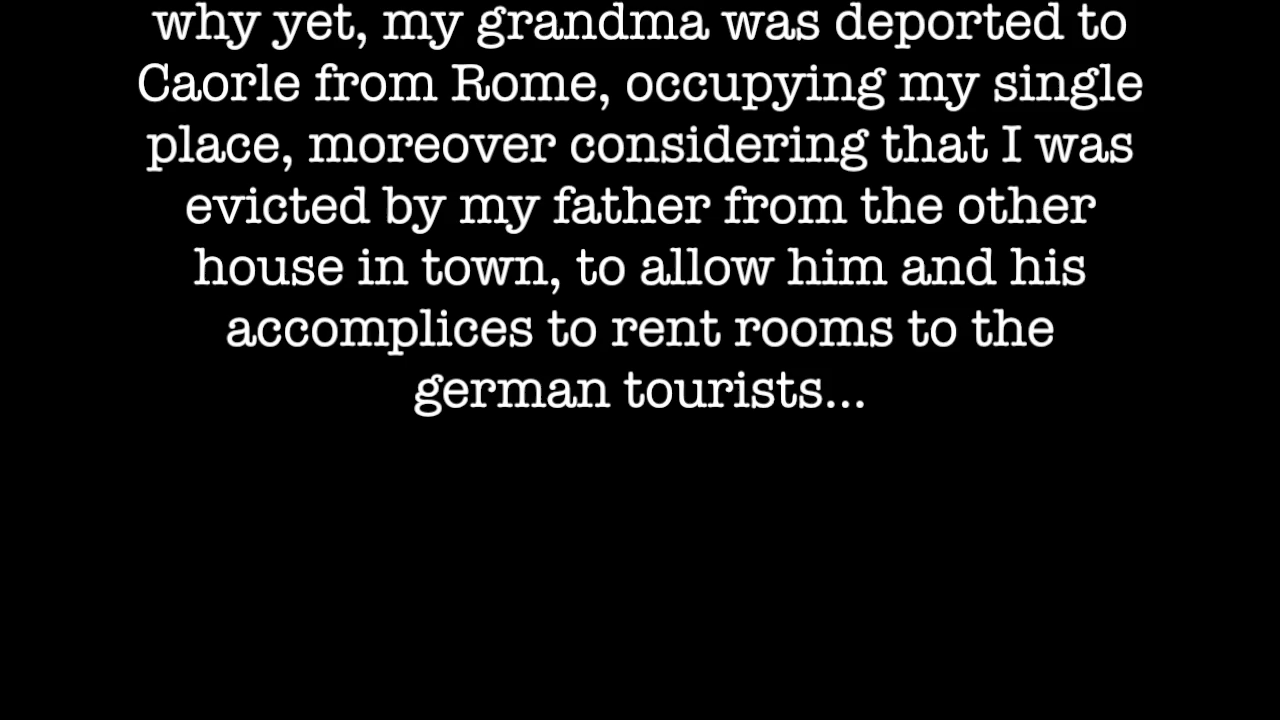 why yet, my grandma was deported to
Caorle from Rome, occupying my single
place, moreover considering that I was
evicted by my father from the other
house in town, to allow him and his
accomplices to rent rooms to the
german tourists...